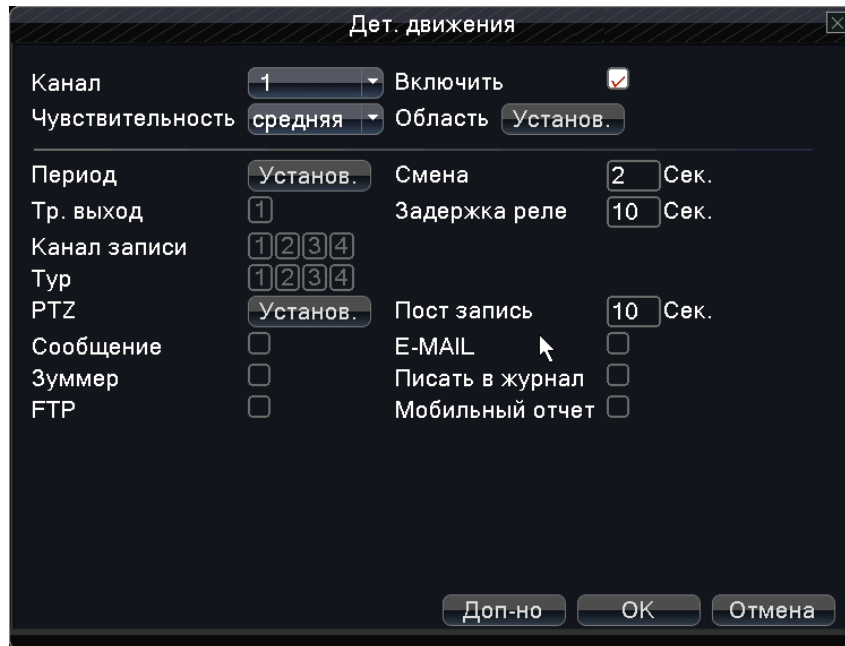 Дет. движения
Канал 1 Включить
Чувствительность средняя Область Установ.
Период Установ. Смена 2 Сек.
Тр. выход 1 Задержка реле 10 Сек.
Канал записи 1 2 3 4
Тур 1 2 3 4
PTZ Установ. Пост запись 10 Сек.
Сообщение E-MAIL
Зуммер Писать в журнал
FTP Мобильный отчет
Доп-но OK Отмена